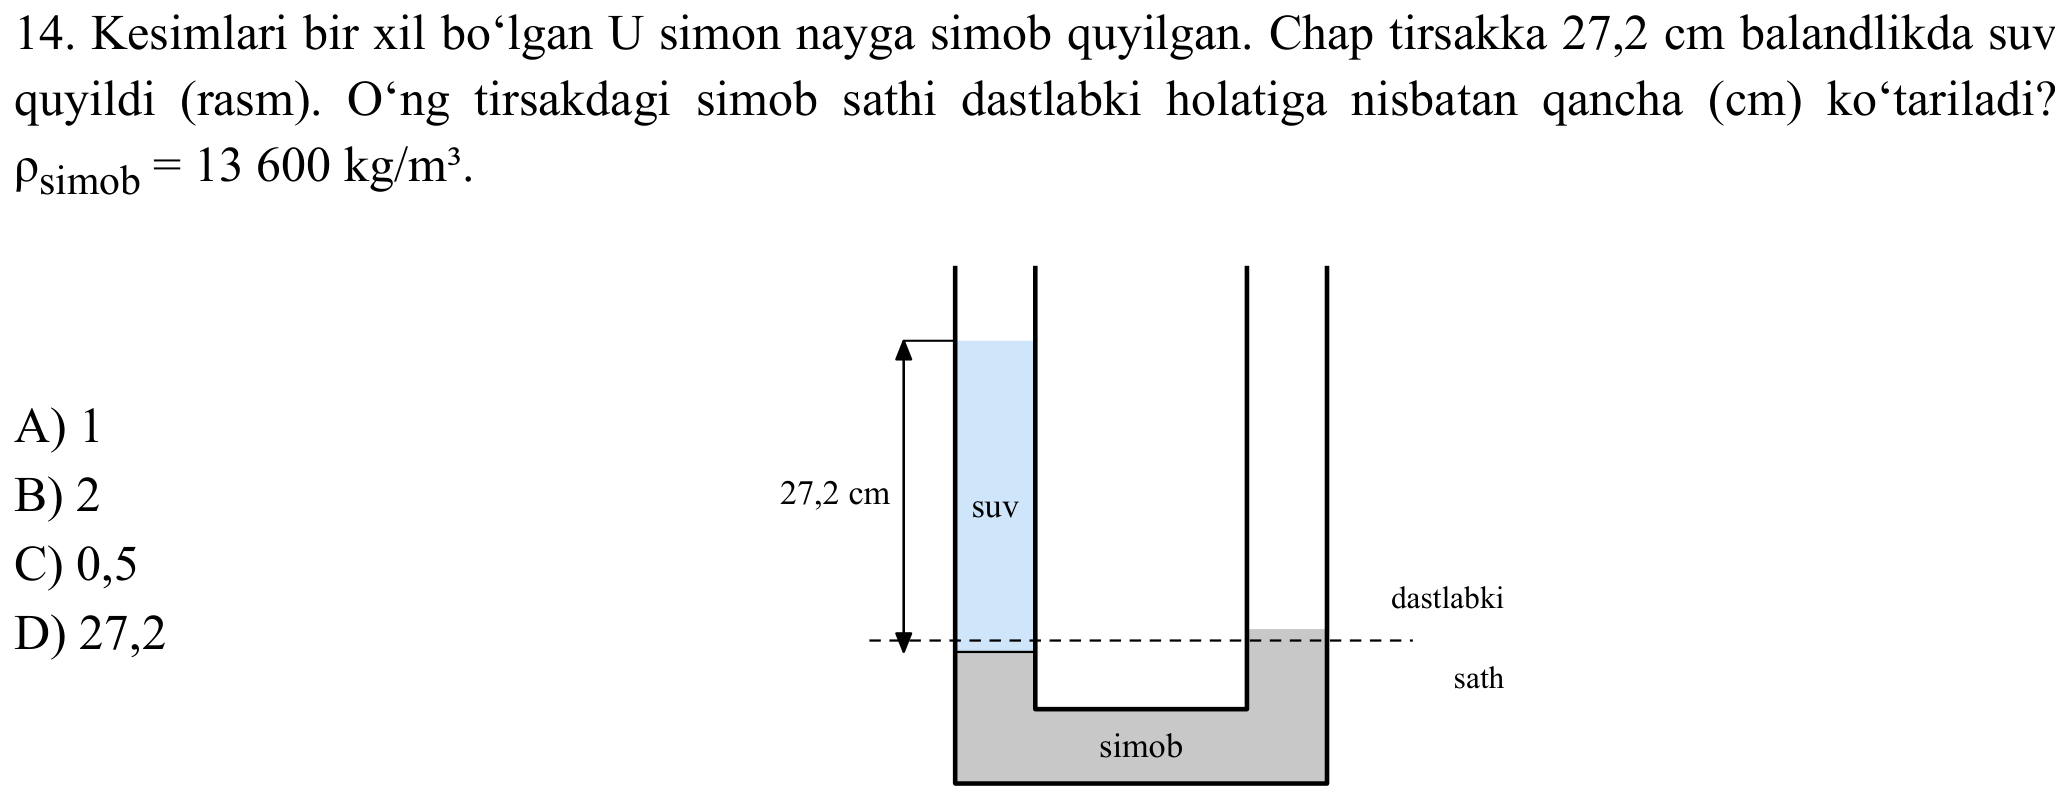 14. Kesimlari bir xil bo‘lgan U simon nayga simob quyilgan. Chap tirsakka 27,2 cm balandlikda suv
quyildi (rasm). O‘ng tirsakdagi simob sathi dastlabki holatiga nisbatan qancha (cm) ko‘tariladi?
ρsimob = 13 600 kg/m³.
A) 1
B) 2
C) 0,5
D) 27,2
27,2 cm
suv
dastlabki
sath
simob